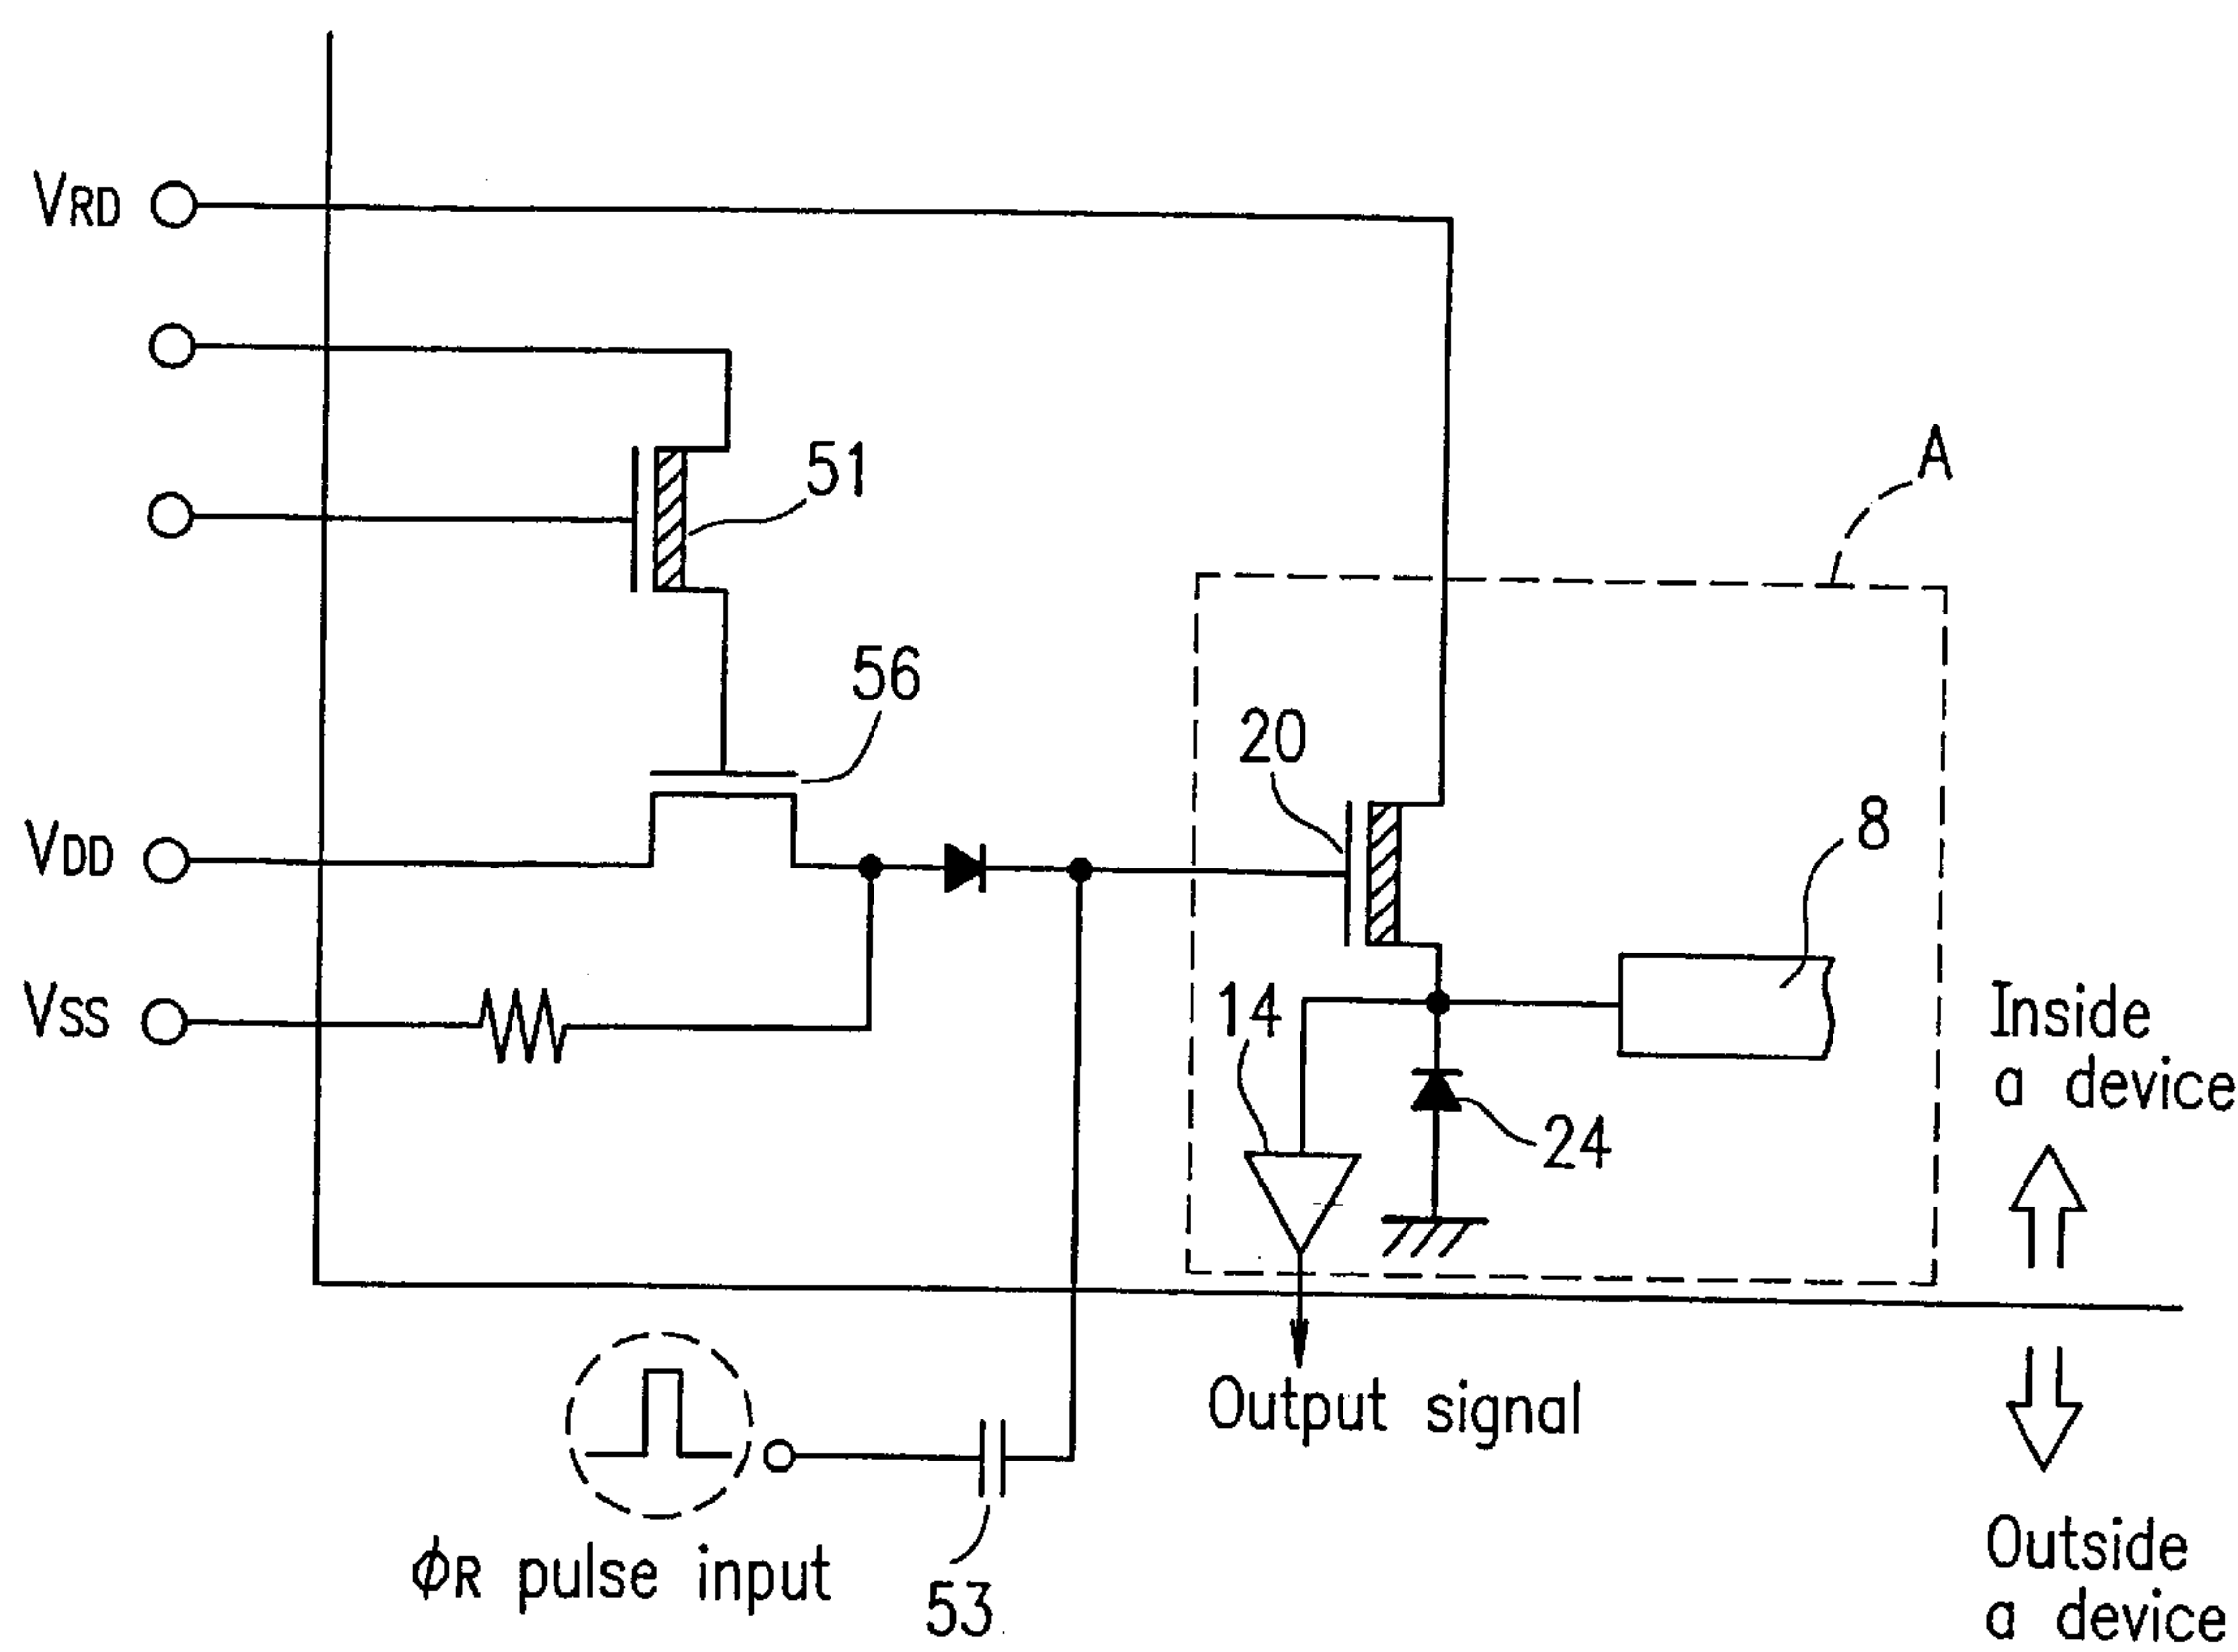 VRD
51
A
56
20
8
VDD
VSS
14
Inside
a device
24
Output signal
ϕR pulse input
53
Outside
a device